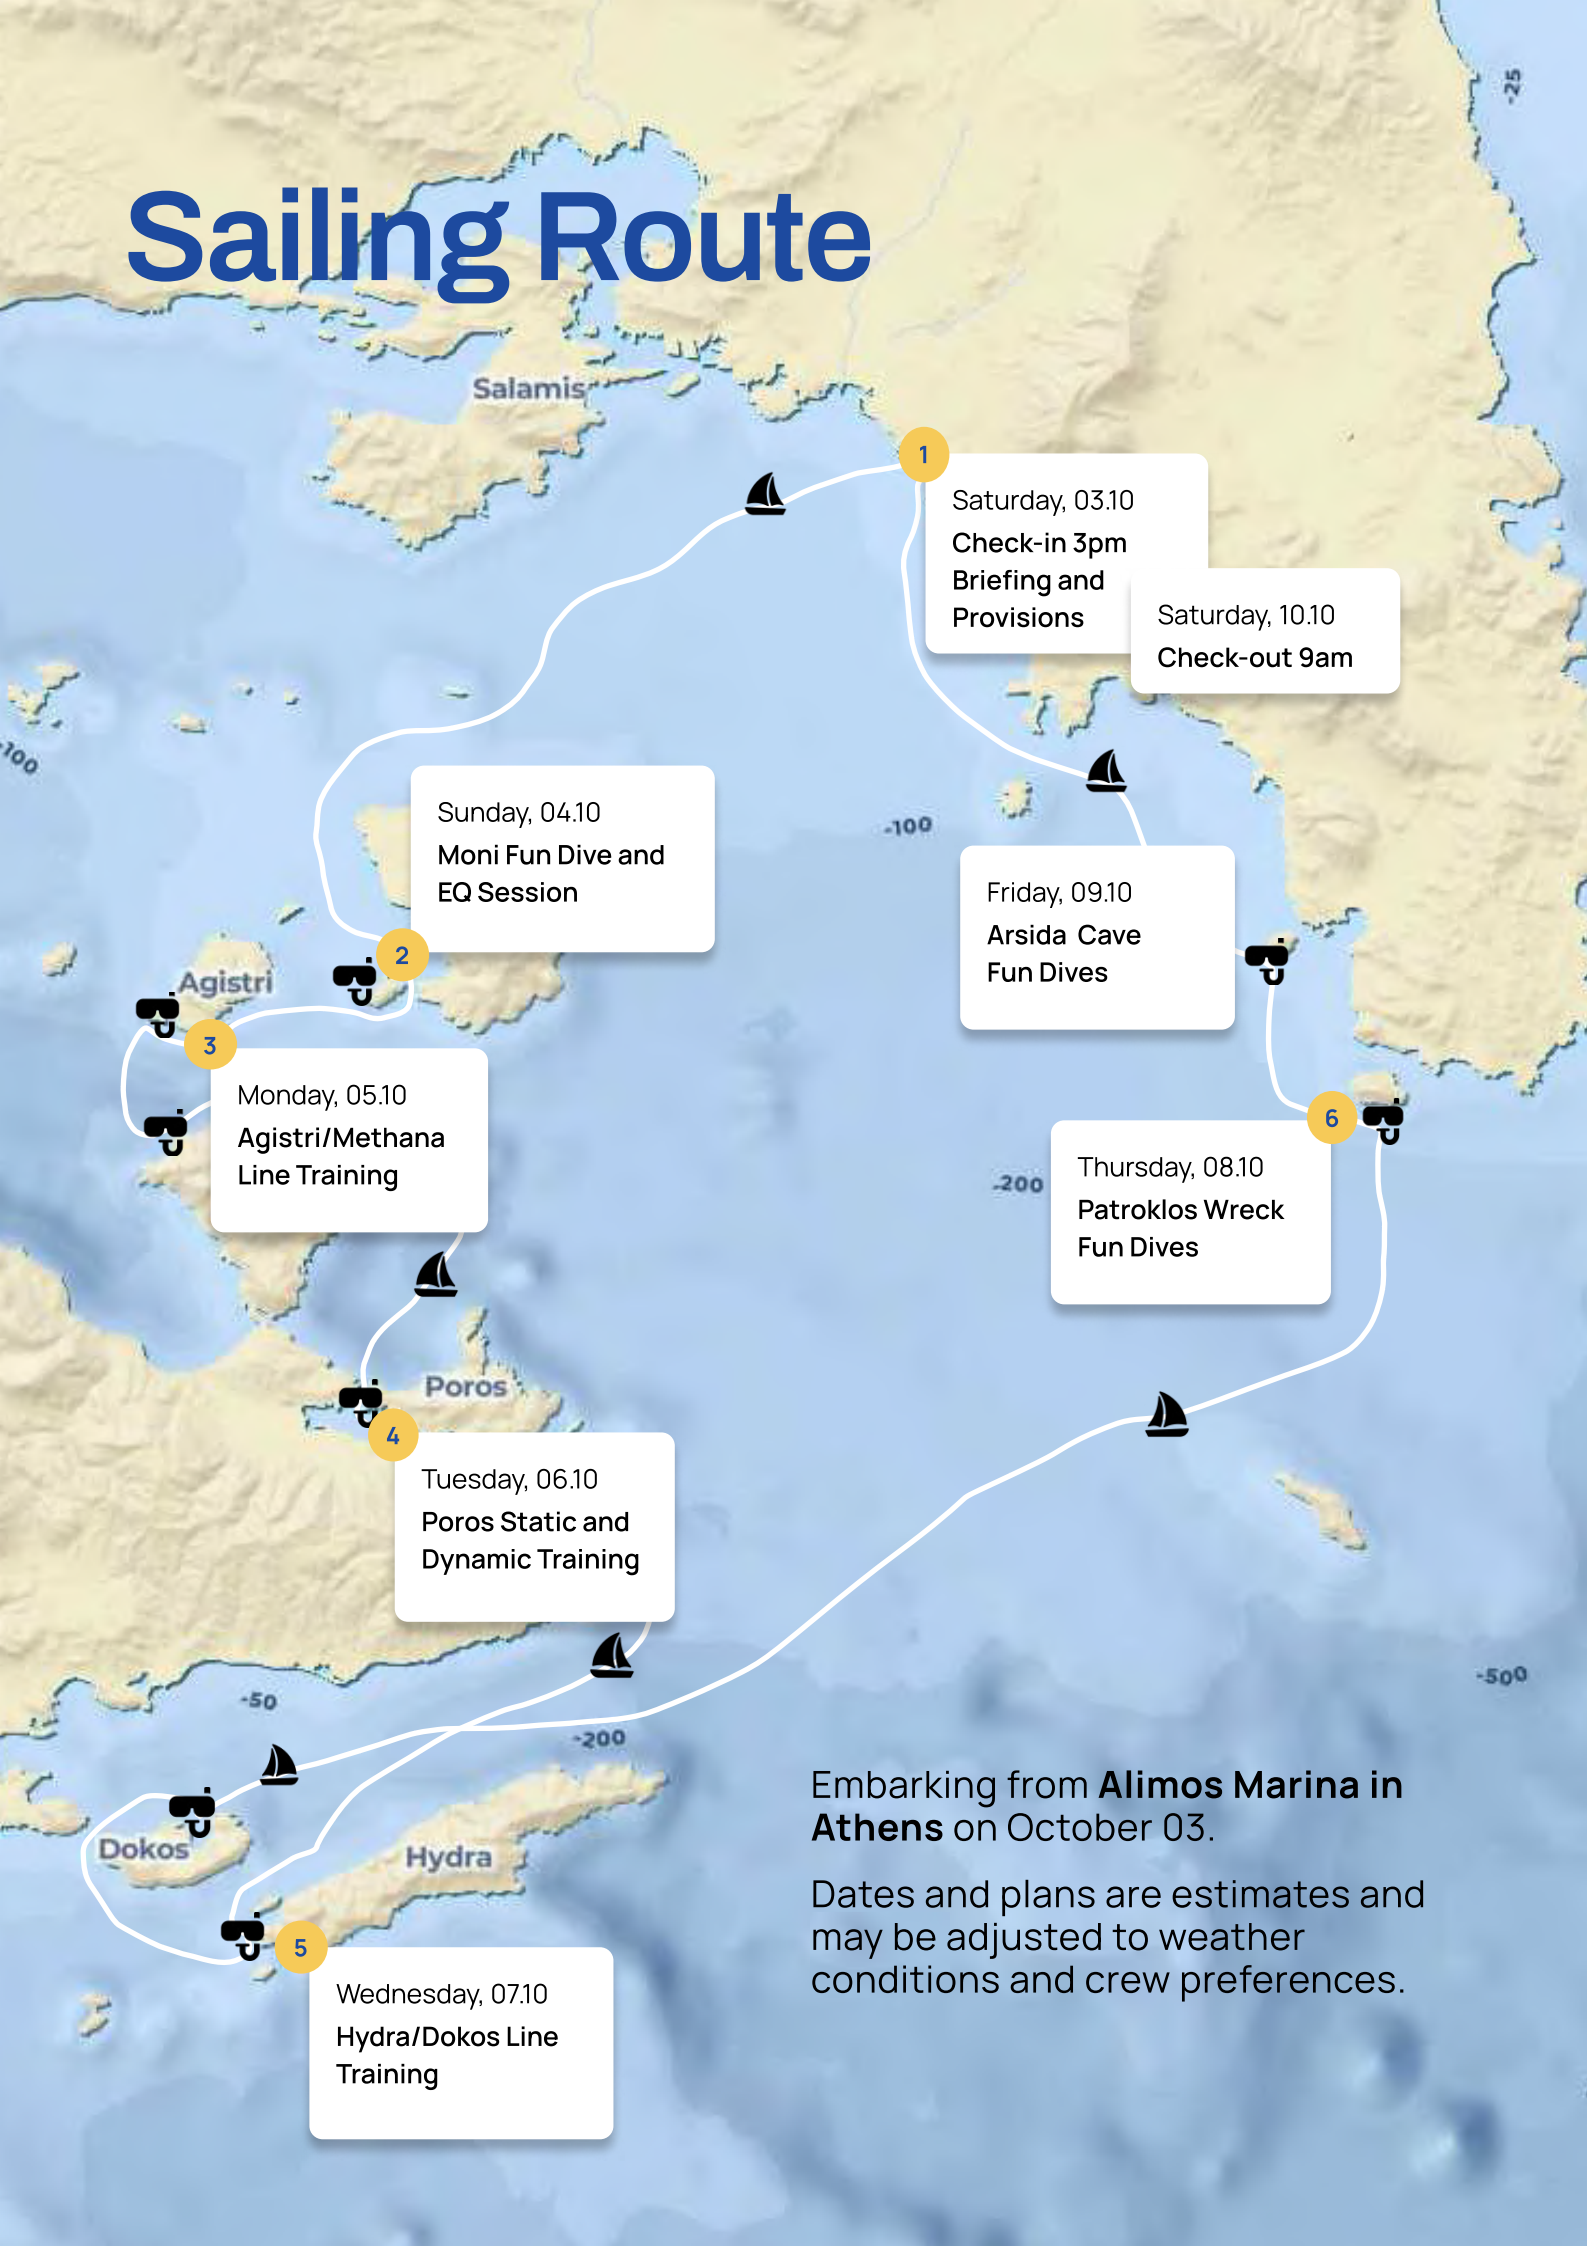 -25
Sailing Route
Salamis
1
Saturday, 03.10
Check-in 3pm
Briefing and
Provisions
Saturday, 10.10
Check-out 9am
-100
Sunday, 04.10
Moni Fun Dive and
EQ Session
2
-100
Friday, 09.10
Arsida  Cave
Fun Dives
Agistri
3
Monday, 05.10
Agistri/Methana
Line Training
6
-200
Thursday, 08.10
Patroklos Wreck
Fun Dives
Poros
4
Tuesday, 06.10
Poros Static and
Dynamic Training
-50
-200
-500
Dokos
Hydra
5
Wednesday, 07.10
Hydra/Dokos Line
Training
Embarking from Alimos Marina in
Athens on October 03.
Dates and plans are estimates and
may be adjusted to weather
conditions and crew preferences.